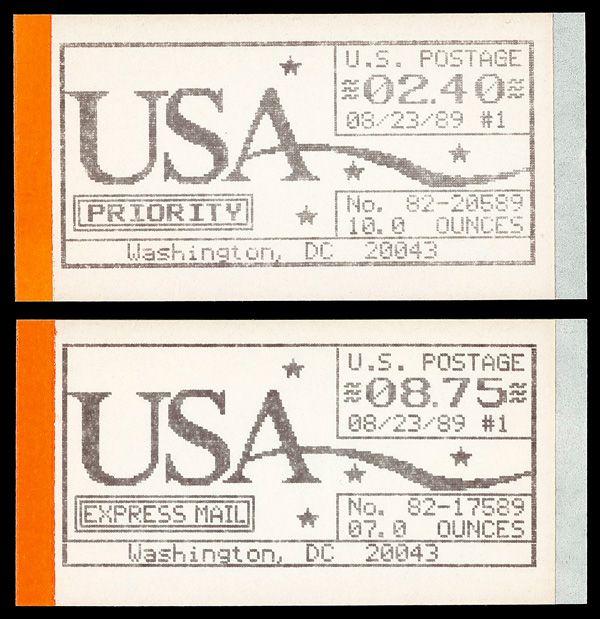 U.S. POSTAGE
02.40
08/23/89 #1
USA
PRIORITY
No. 82-20589
10.0 OUNCES
Washington, DC 20043
U.S. POSTAGE
08.75
08/23/89 #1
USA
EXPRESS MAIL
No. 82-17589
07.0 OUNCES
Washington, DC 20043